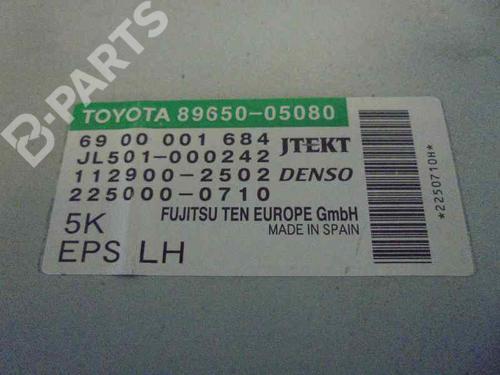 B-PARTS
TOYOTA 89650-05080
69 00 001 684 JTEKT
JL501-000242
112900-2502 DENSO
225000-0710
5K FUJITSU TEN EUROPE GmbH
MADE IN SPAIN
EPS LH
*2250710H*